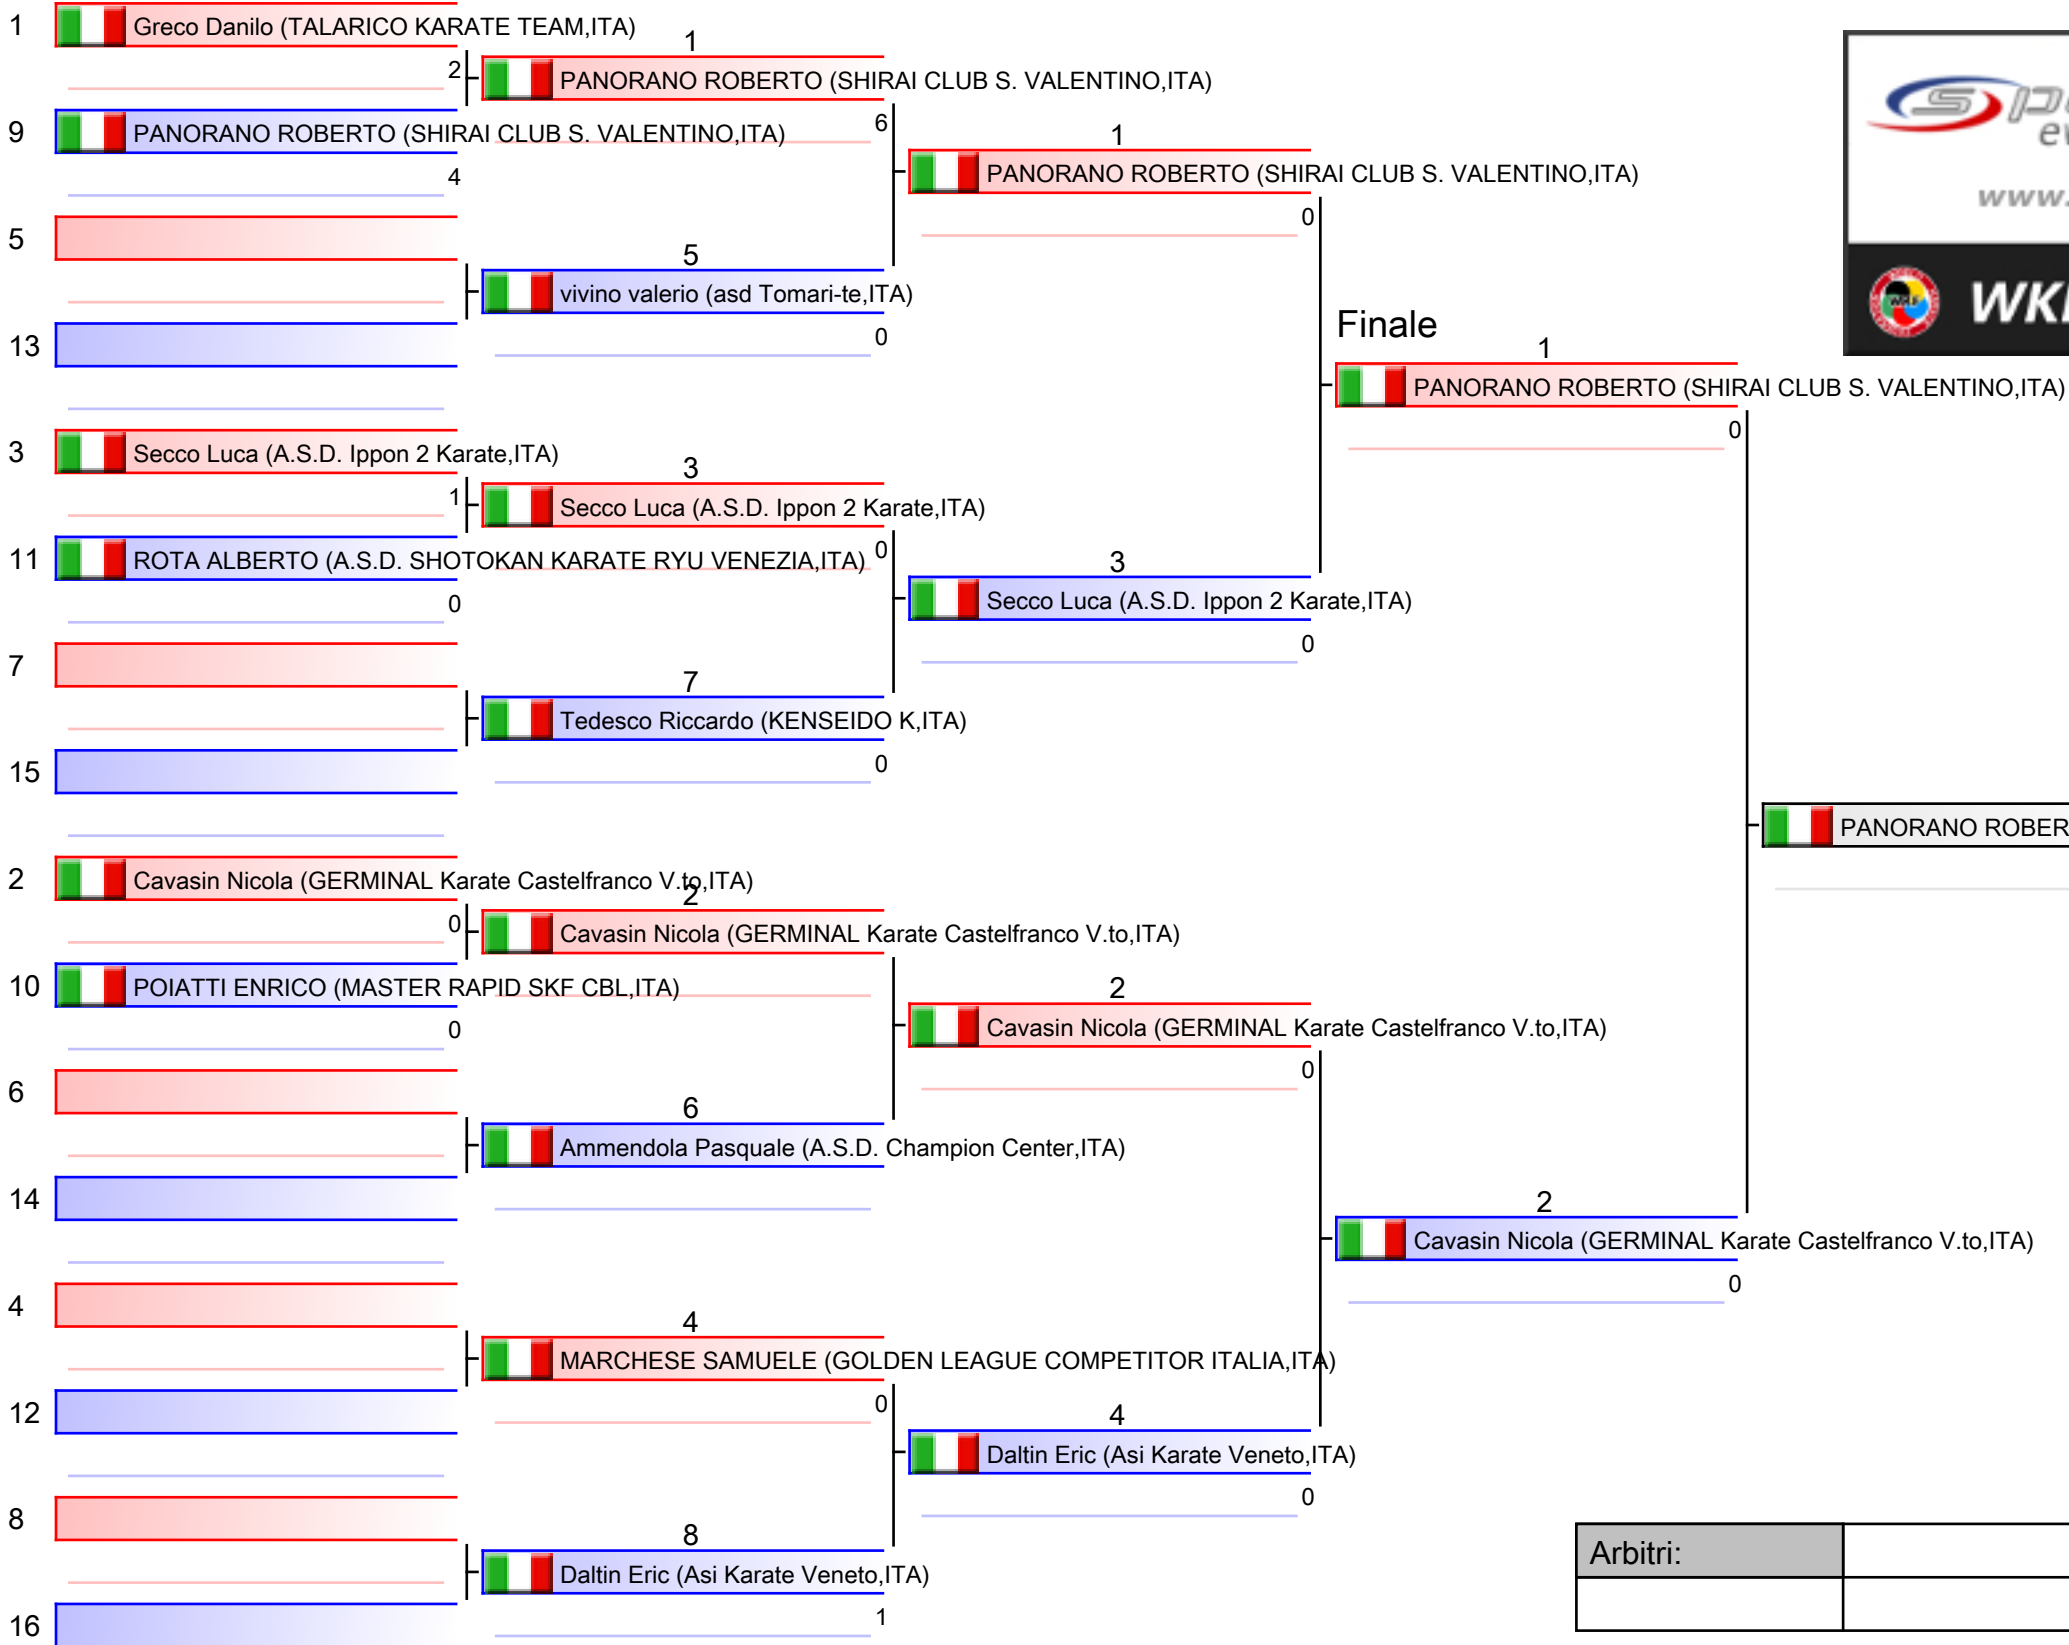 1 Greco Danilo (TALARICO KARATE TEAM,ITA)
2
9 PANORANO ROBERTO (SHIRAI CLUB S. VALENTINO,ITA)
4
5
13
3 Secco Luca (A.S.D. Ippon 2 Karate,ITA)
1
11 ROTA ALBERTO (A.S.D. SHOTOKAN KARATE RYU VENEZIA,ITA)
0
7
15
2 Cavasin Nicola (GERMINAL Karate Castelfranco V.to,ITA)
0
10 POIATTI ENRICO (MASTER RAPID SKF CBL,ITA)
0
6
14
4
12
8
16
1
PANORANO ROBERTO (SHIRAI CLUB S. VALENTINO,ITA)
6
5
vivino valerio (asd Tomari-te,ITA)
0
3
Secco Luca (A.S.D. Ippon 2 Karate,ITA)
0
7
Tedesco Riccardo (KENSEIDO K,ITA)
0
2
Cavasin Nicola (GERMINAL Karate Castelfranco V.to,ITA)
6
Ammendola Pasquale (A.S.D. Champion Center,ITA)
4
MARCHESE SAMUELE (GOLDEN LEAGUE COMPETITOR ITALIA,ITA)
0
8
Daltin Eric (Asi Karate Veneto,ITA)
1
1
PANORANO ROBERTO (SHIRAI CLUB S. VALENTINO,ITA)
0
3
Secco Luca (A.S.D. Ippon 2 Karate,ITA)
0
2
Cavasin Nicola (GERMINAL Karate Castelfranco V.to,ITA)
0
4
Daltin Eric (Asi Karate Veneto,ITA)
0
Finale
1
PANORANO ROBERTO (SHIRAI CLUB S. VALENTINO,ITA)
0
2
Cavasin Nicola (GERMINAL Karate Castelfranco V.to,ITA)
0
PANORANO ROBER
www.
Arbitri: